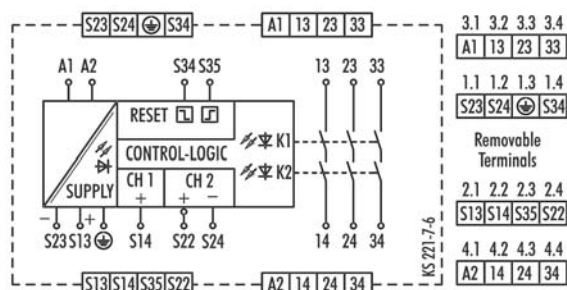 S23 S24 S34 A1 13 23 33
3.1 3.2 3.3 3.4
A1 13 23 33
A1 A2 S34 S35 13 23 33
1.1 1.2 1.3 1.4
S23 S24 S34
RESET
K1
CONTROL-LOGIC
K2
Removable
Terminals
SUPPLY CH 1 CH 2
+ + −
− +
S23 S13 S14 S22 S24 14 24 34
2.1 2.2 2.3 2.4
S13 S14 S35 S22
KS 221-7-6
4.1 4.2 4.3 4.4
A2 14 24 34
S13 S14 S35 S22 A2 14 24 34